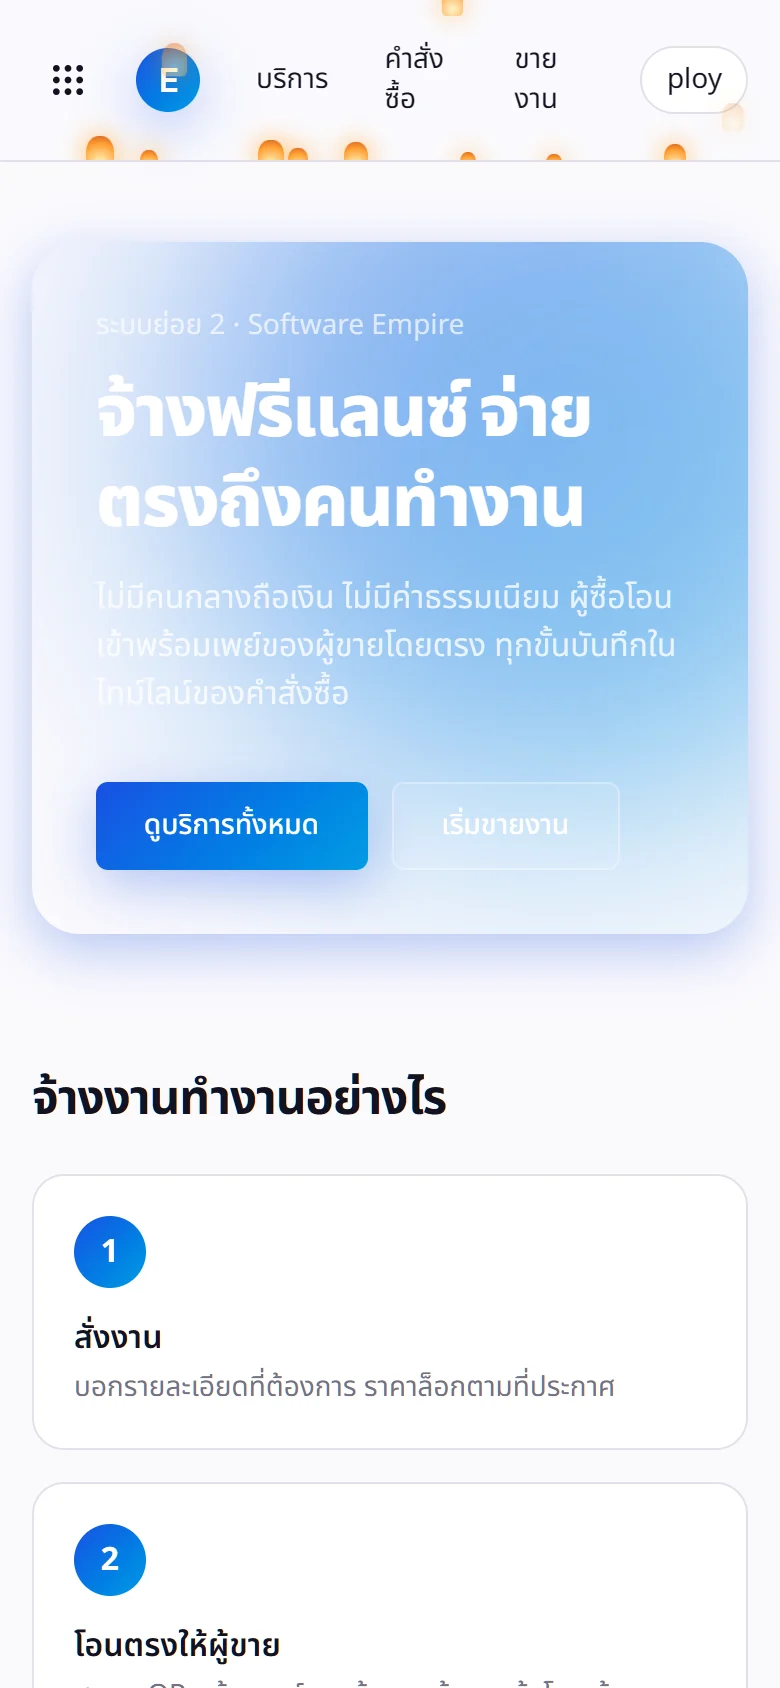 E
บริการ
คำสั่ง
ซื้อ
ขาย
งาน
ploy
ระบบย่อย 2 · Software Empire
จ้างฟรีแลนซ์ จ่าย
ตรงถึงคนทำงาน
ไม่มีคนกลางถือเงิน ไม่มีค่าธรรมเนียม ผู้ซื้อโอน
เข้าพร้อมเพย์ของผู้ขายโดยตรง ทุกขั้นบันทึกใน
ไทม์ไลน์ของคำสั่งซื้อ
ดูบริการทั้งหมด
เริ่มขายงาน
จ้างงานทำงานอย่างไร
1
สั่งงาน
บอกรายละเอียดที่ต้องการ ราคาล็อกตามที่ประกาศ
2
โอนตรงให้ผู้ขาย